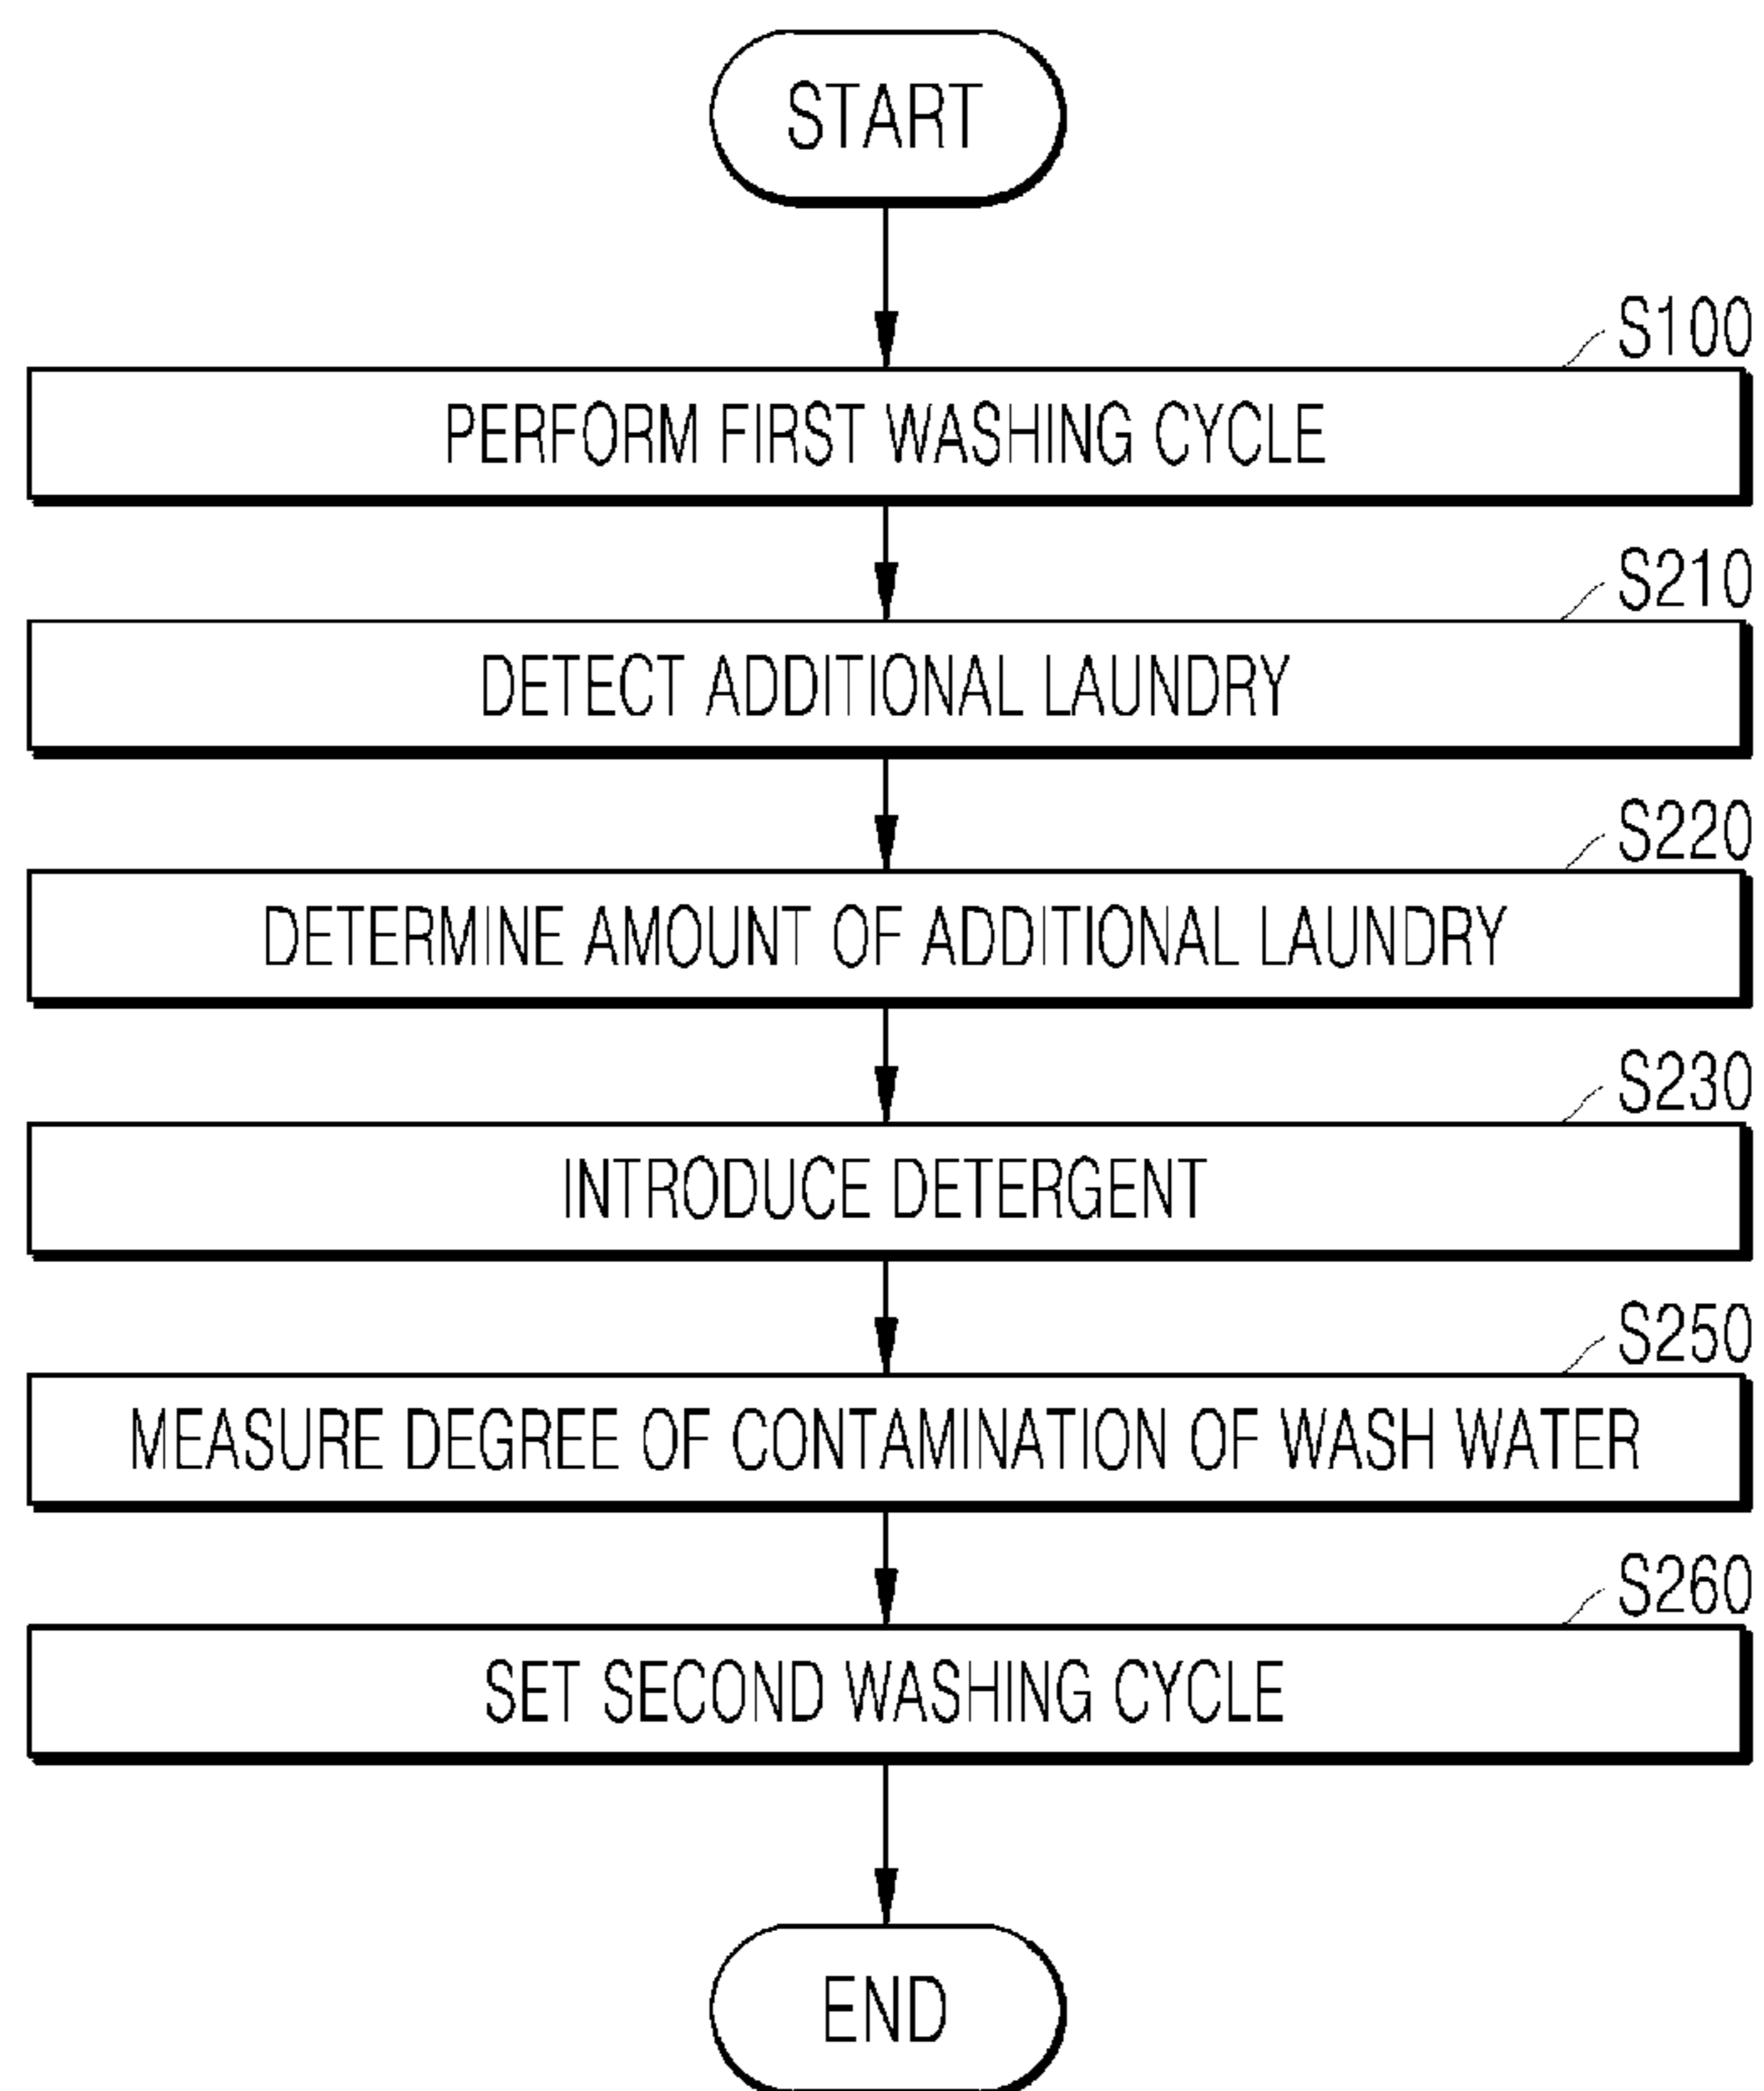 START
S100
PERFORM FIRST WASHING CYCLE
S210
DETECT ADDITIONAL LAUNDRY
S220
DETERMINE AMOUNT OF ADDITIONAL LAUNDRY
S230
INTRODUCE DETERGENT
S250
MEASURE DEGREE OF CONTAMINATION OF WASH WATER
S260
SET SECOND WASHING CYCLE
END